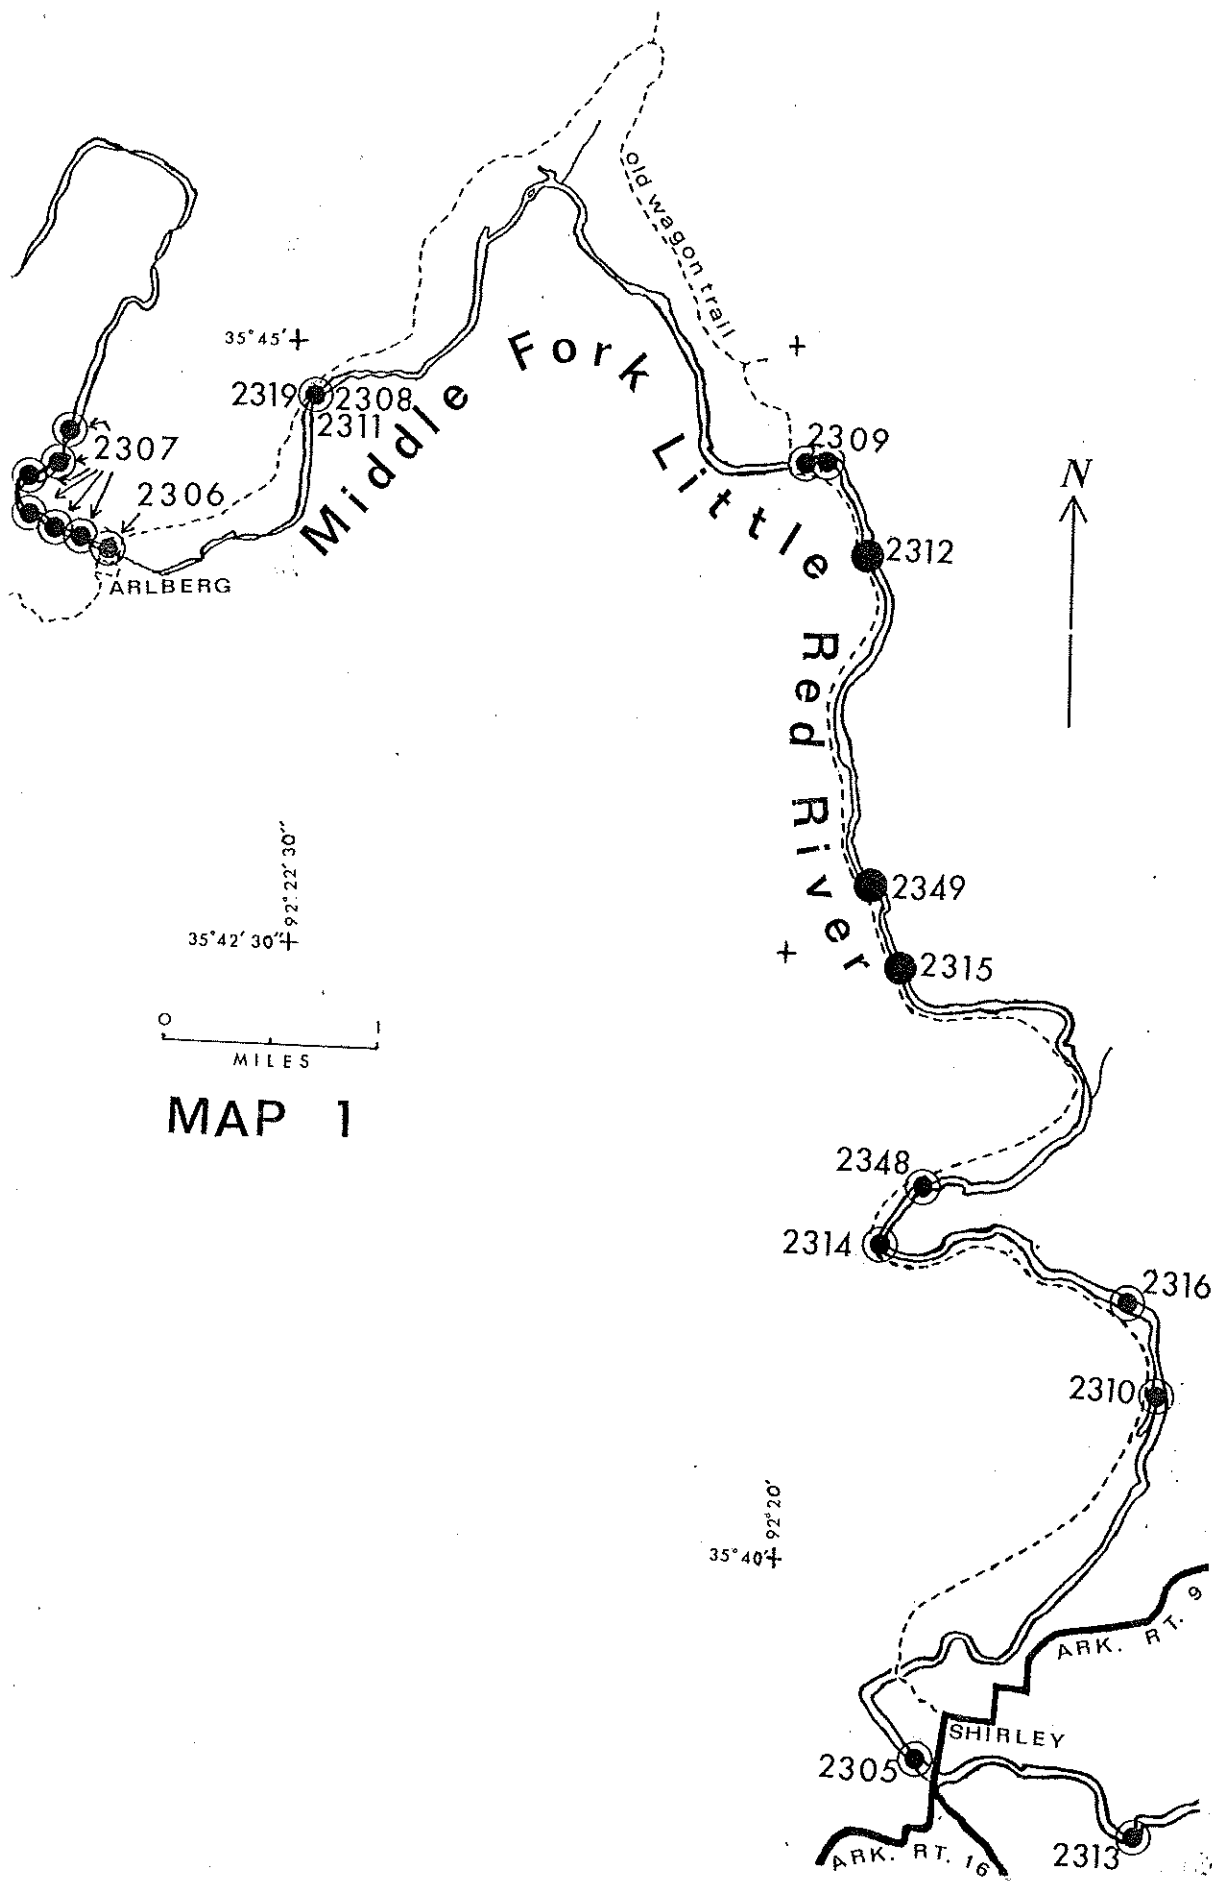 old wagon trail
35°45'
2319
2308
2311
Middle Fork Little Red River
2307
2309
2306
N
2312
ARLBERG
92°22'30"
2349
35°42'30"
2315
0 1
MILES
MAP 1
2348
2314
2316
2310
92°20'
35°40'
ARK. RT. 9
SHIRLEY
2305
ARK. RT. 16
2313